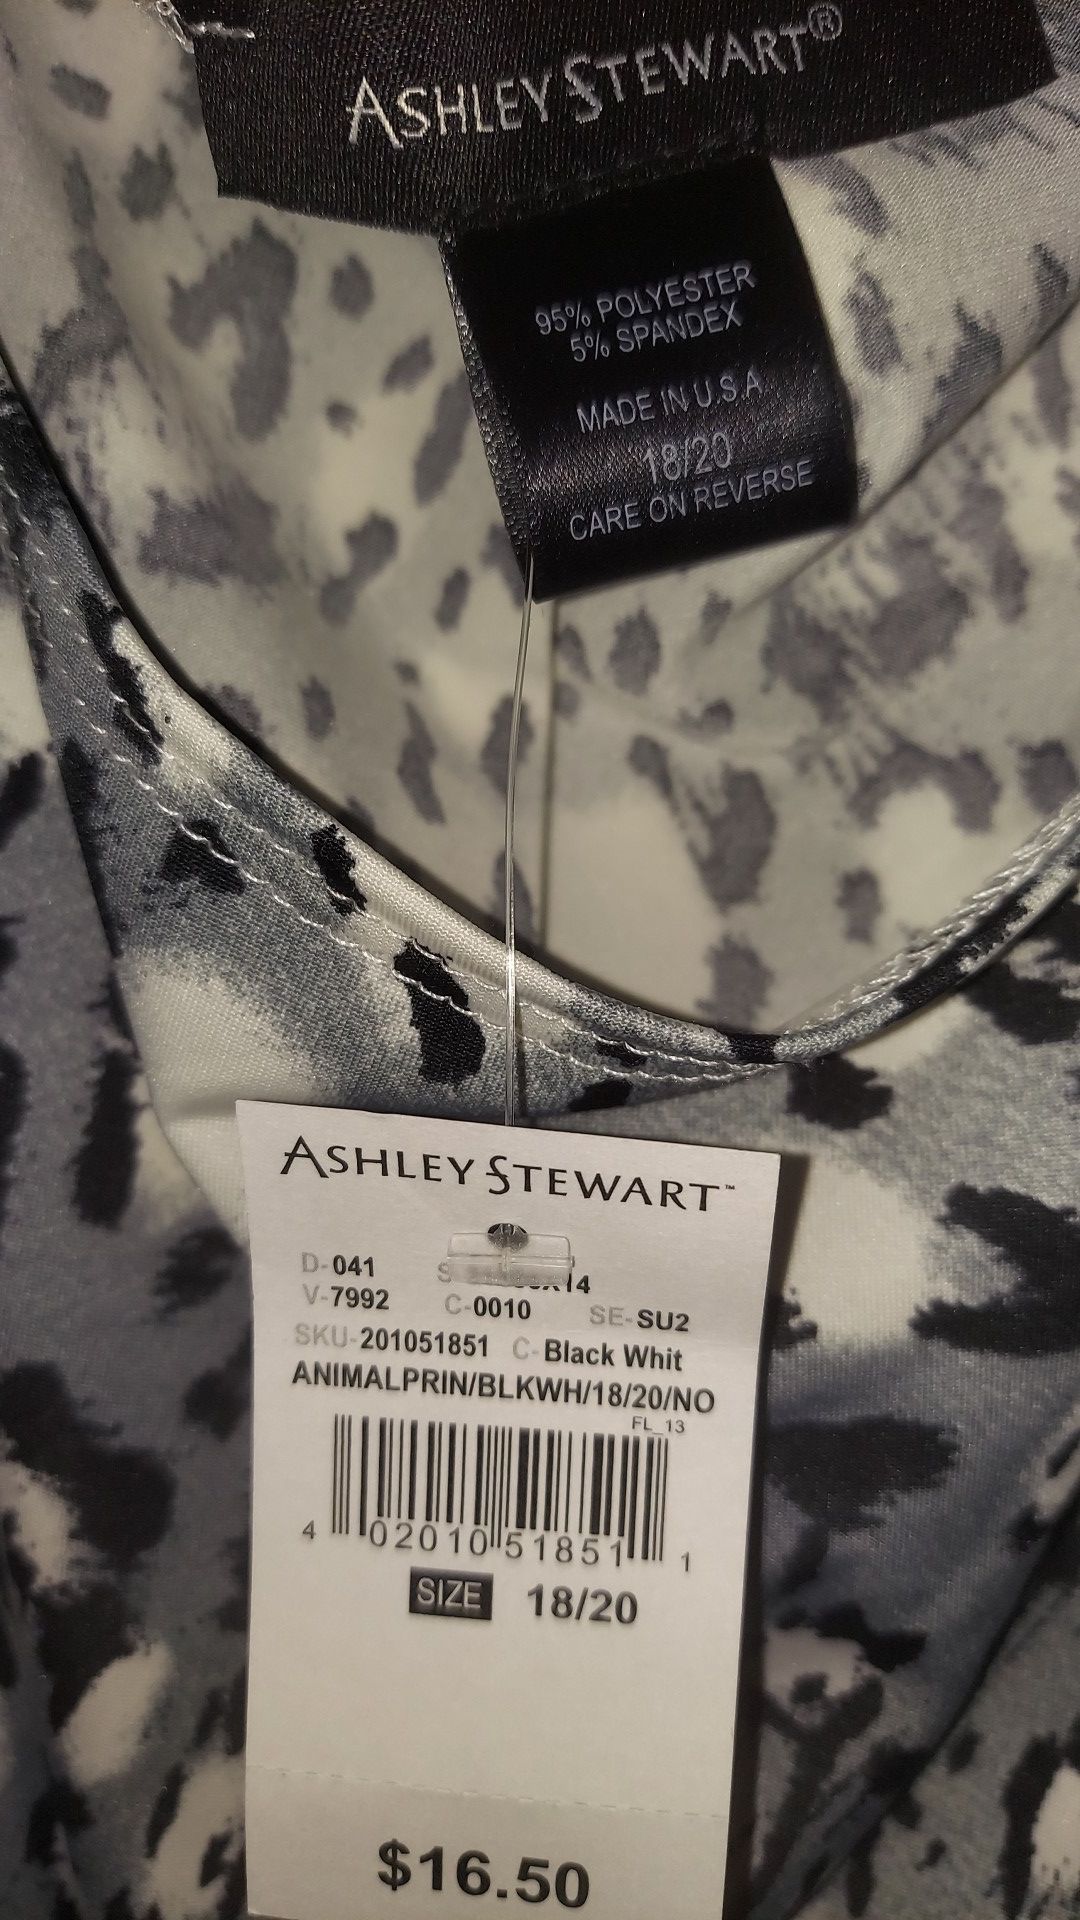 ASHLEY STEWART®
95% POLYESTER
5% SPANDEX
MADE IN U.S.A
18/20
CARE ON REVERSE
ASHLEY STEWART™
D-041
V-7992 C-0010 SE-SU2
SKU-201051851 C-Black Whit
ANIMALPRIN/BLKWH/18/20/NO
FL_13
4 02010 51851 1
SIZE 18/20
$16.50